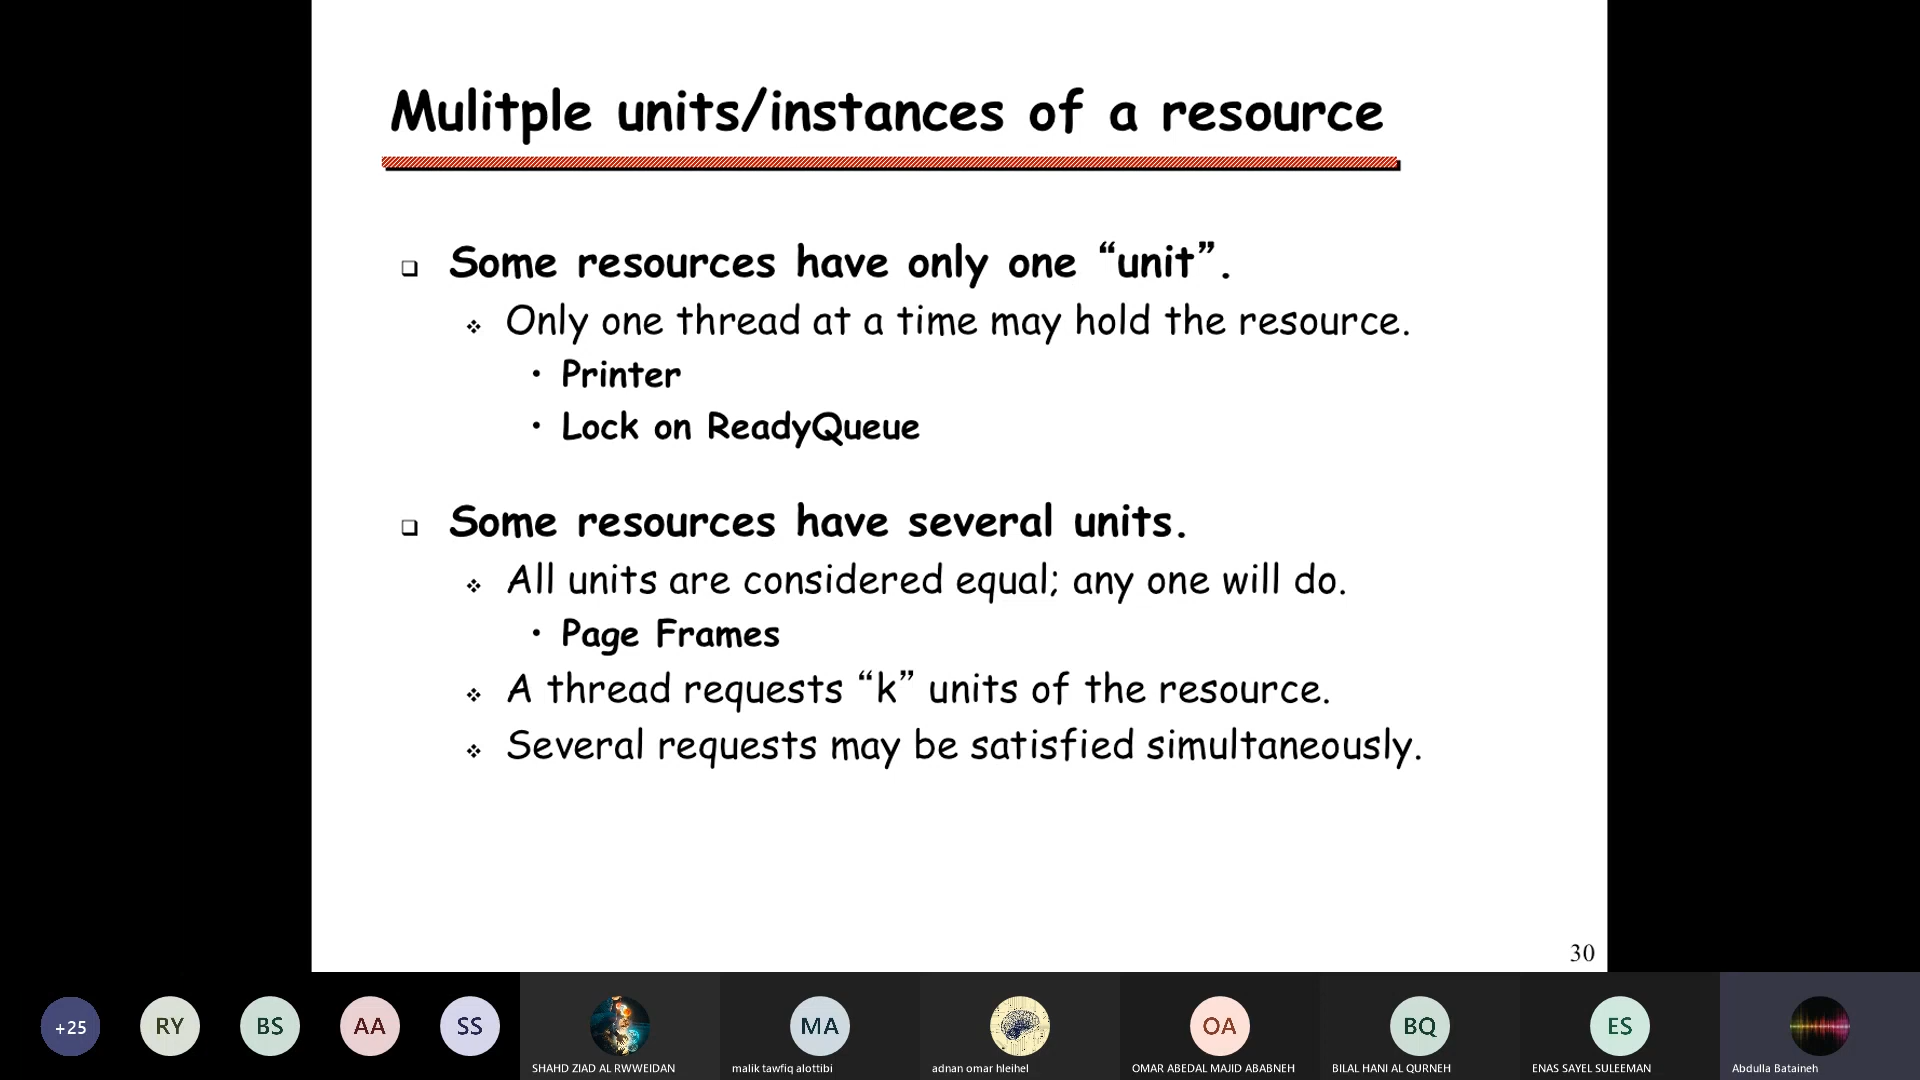 Mulitple units/instances of a resource
Some resources have only one “unit”.
Only one thread at a time may hold the resource.
Printer
Lock on ReadyQueue
Some resources have several units.
All units are considered equal; any one will do.
Page Frames
A thread requests “k” units of the resource.
Several requests may be satisfied simultaneously.
30
+25
RY
BS
AA
SS
MA
OA
BQ
ES
SHAHD ZIAD AL RWWEIDAN
malik tawfiq alottibi
adnan omar hleihel
OMAR ABEDAL MAJID ABABNEH
BILAL HANI AL QURNEH
ENAS SAYEL SULEEMAN
Abdulla Bataineh